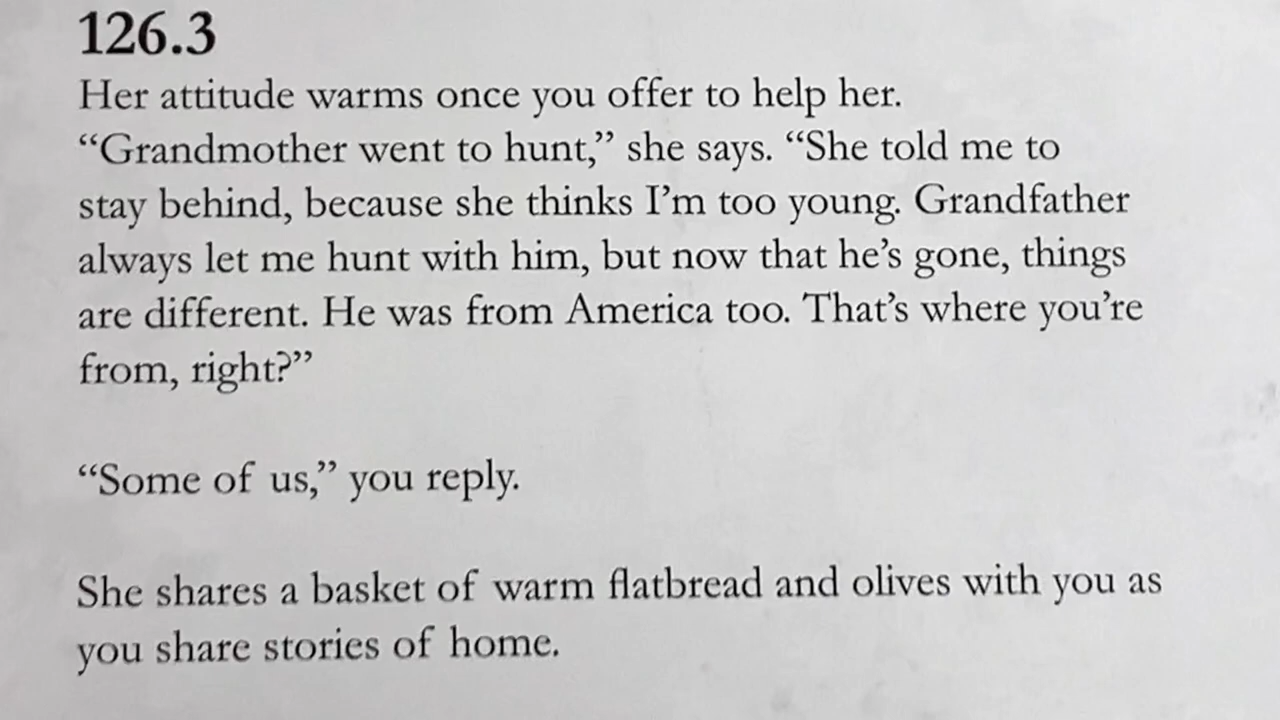 126.3
Her attitude warms once you offer to help her.
“Grandmother went to hunt,” she says. “She told me to
stay behind, because she thinks I’m too young. Grandfather
always let me hunt with him, but now that he’s gone, things
are different. He was from America too. That’s where you’re
from, right?”
“Some of us,” you reply.
She shares a basket of warm flatbread and olives with you as
you share stories of home.